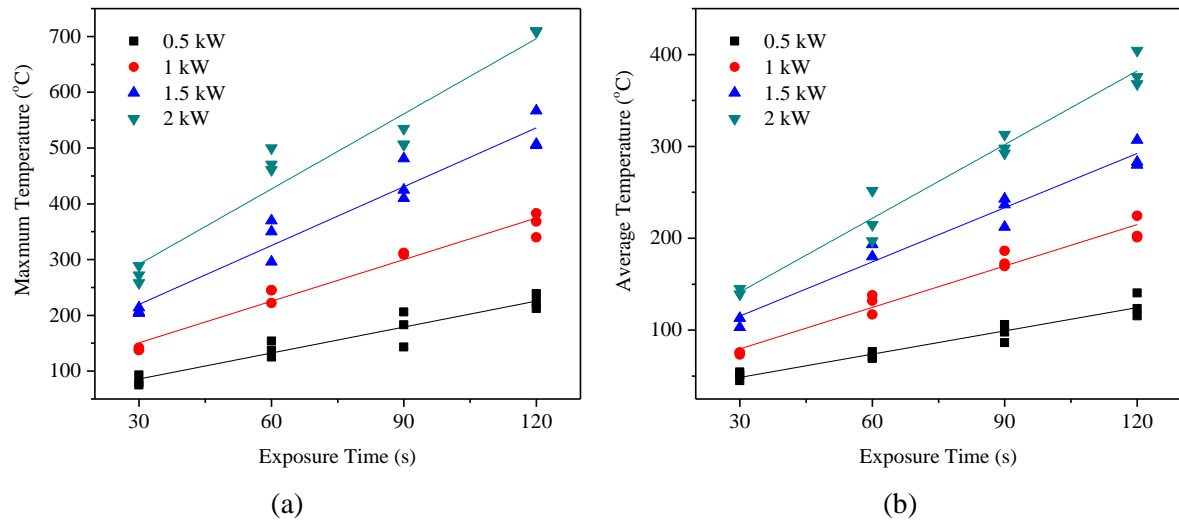 700
600
500
400
300
200
100
Maxmum Temperature (°C)
0.5 kW
1 kW
1.5 kW
2 kW
30 60 90 120
Exposure Time (s)
(a)
400
300
200
100
Average Temperature (°C)
0.5 kW
1 kW
1.5 kW
2 kW
30 60 90 120
Exposure Time (s)
(b)